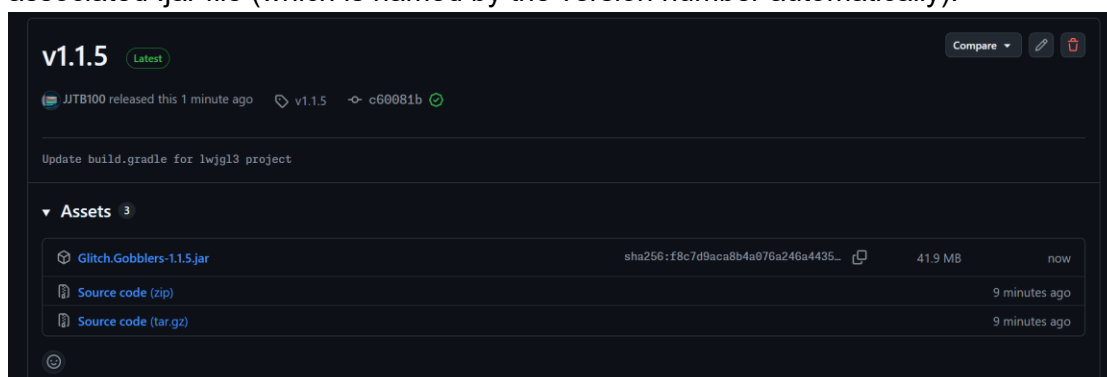 associated .jar file (which is named by the version number automatically).
v1.1.5 Latest Compare
JJTB100 released this 1 minute ago v1.1.5 c60081b
Update build.gradle for lwjgl3 project
Assets 3
Glitch.Gobblers-1.1.5.jar sha256:f8c7d9aca8b4a076a246a4435… 41.9 MB now
Source code (zip) 9 minutes ago
Source code (tar.gz) 9 minutes ago